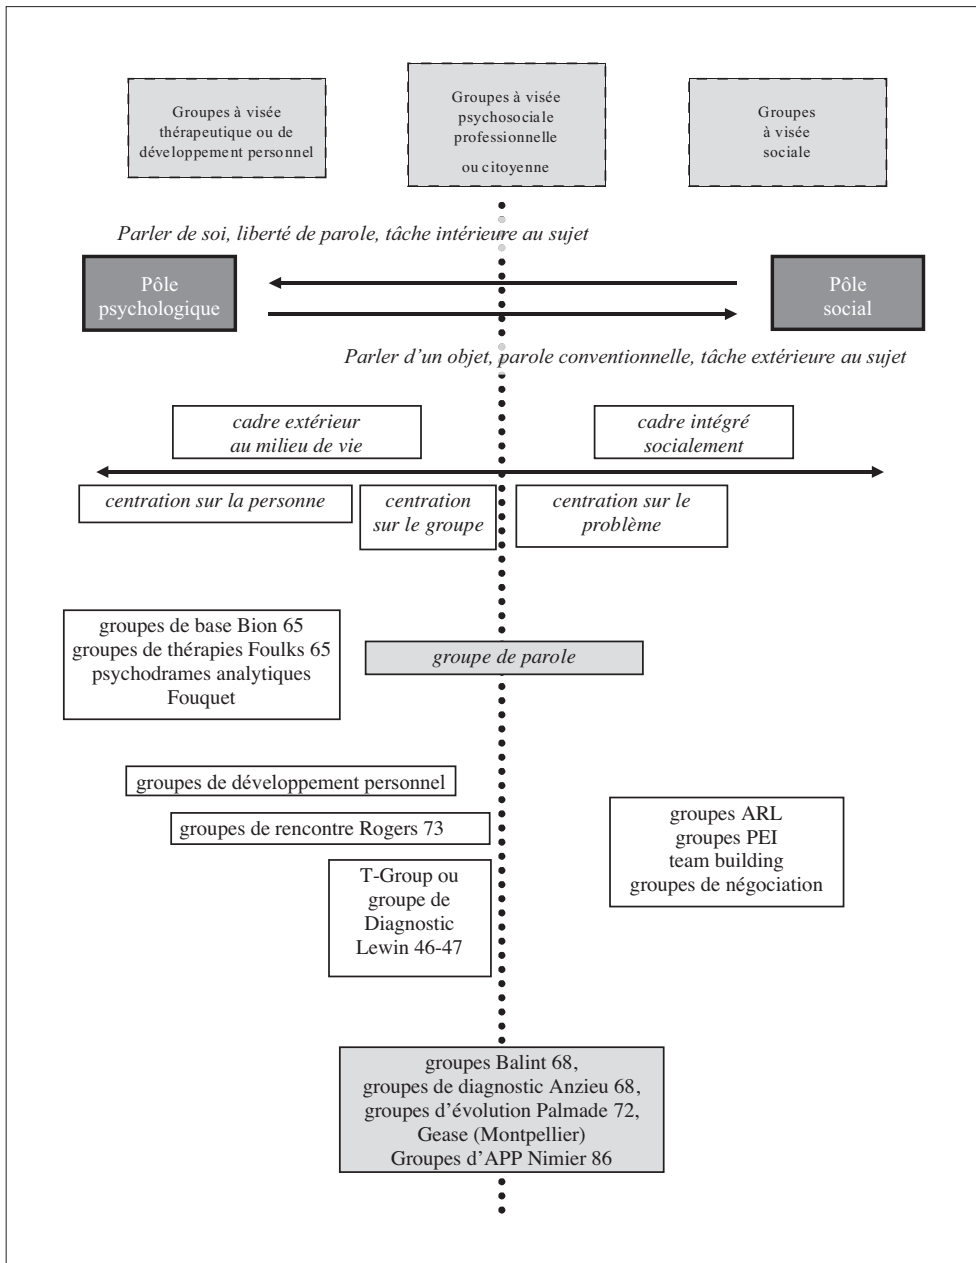 Groupes à visée
thérapeutique ou de
développement personnel
Groupes à visée
psychosociale
professionnelle
ou citoyenne
Groupes
à visée
sociale
Parler de soi, liberté de parole, tâche intérieure au sujet
Pôle
psychologique
Pôle
social
Parler d’un objet, parole conventionnelle, tâche extérieure au sujet
cadre extérieur
au milieu de vie
cadre intégré
socialement
centration sur la personne
centration
sur le groupe
centration sur le
problème
groupes de base Bion 65
groupes de thérapies Foulks 65
psychodrames analytiques
Fouquet
groupe de parole
groupes de développement personnel
groupes de rencontre Rogers 73
T-Group ou
groupe de
Diagnostic
Lewin 46-47
groupes ARL
groupes PEI
team building
groupes de négociation
groupes Balint 68,
groupes de diagnostic Anzieu 68,
groupes d’évolution Palmade 72,
Gease (Montpellier)
Groupes d’APP Nimier 86